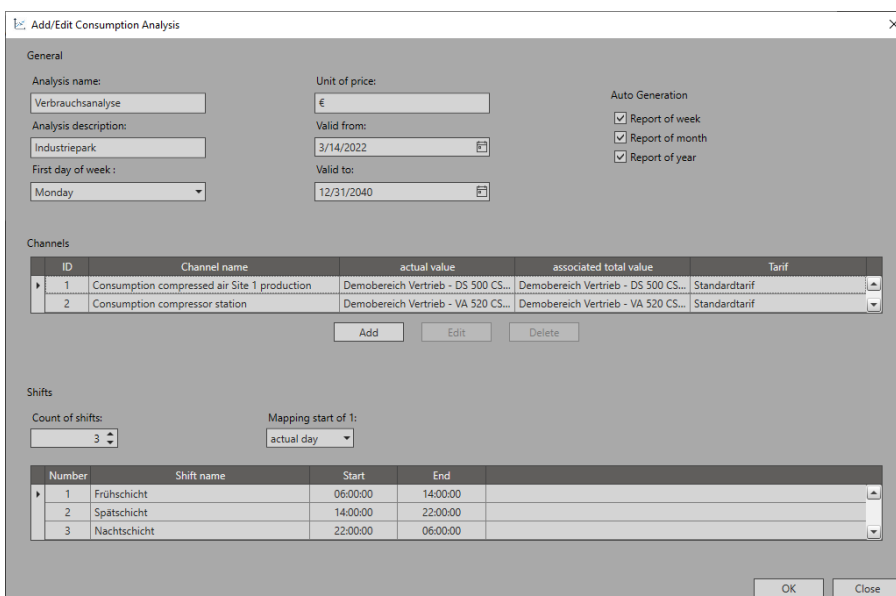 Add/Edit Consumption Analysis
General
Analysis name:
Verbrauchsanalyse
Analysis description:
Industriepark
First day of week :
Monday
Unit of price:
€
Valid from:
3/14/2022
Valid to:
12/31/2040
Auto Generation
Report of week
Report of month
Report of year
Channels
ID Channel name actual value associated total value Tarif
1 Consumption compressed air Site 1 production Demobereich Vertrieb - DS 500 CS... Demobereich Vertrieb - DS 500 CS... Standardtarif
2 Consumption compressor station Demobereich Vertrieb - VA 520 CS... Demobereich Vertrieb - VA 520 CS... Standardtarif
Add Edit Delete
Shifts
Count of shifts:
3
Mapping start of 1:
actual day
Number Shift name Start End
1 Frühschicht 06:00:00 14:00:00
2 Spätschicht 14:00:00 22:00:00
3 Nachtschicht 22:00:00 06:00:00
OK Close